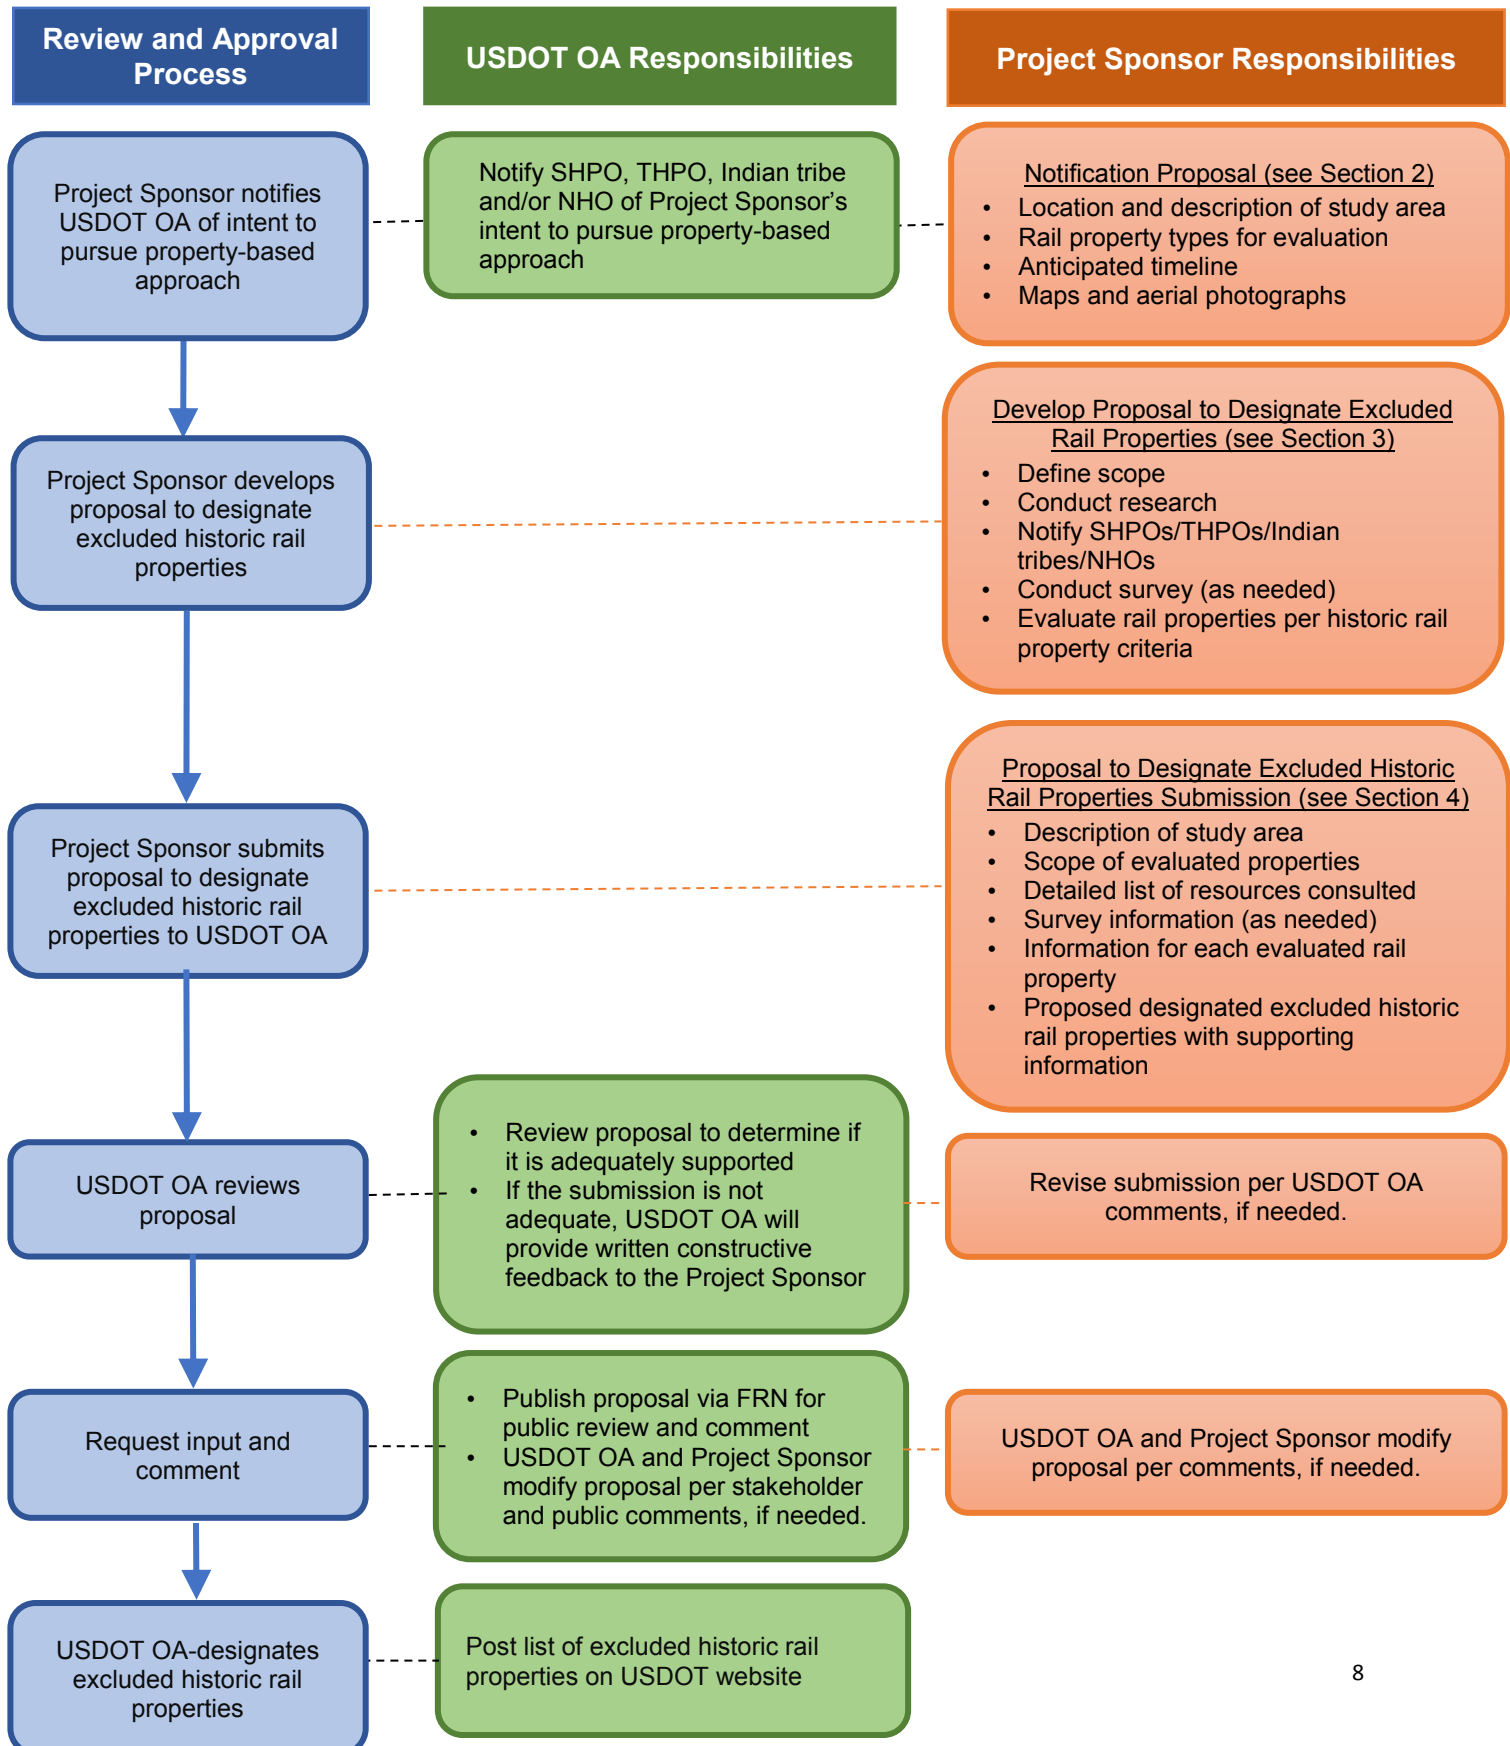 Review and Approval
Process
USDOT OA Responsibilities
Project Sponsor Responsibilities
Project Sponsor notifies
USDOT OA of intent to
pursue property-based
approach
Notify SHPO, THPO, Indian tribe
and/or NHO of Project Sponsor’s
intent to pursue property-based
approach
Notification Proposal (see Section 2)
• Location and description of study area
• Rail property types for evaluation
• Anticipated timeline
• Maps and aerial photographs
Project Sponsor develops
proposal to designate
excluded historic rail
properties
Develop Proposal to Designate Excluded
Rail Properties (see Section 3)
• Define scope
• Conduct research
• Notify SHPOs/THPOs/Indian
tribes/NHOs
• Conduct survey (as needed)
• Evaluate rail properties per historic rail
property criteria
Project Sponsor submits
proposal to designate
excluded historic rail
properties to USDOT OA
Proposal to Designate Excluded Historic
Rail Properties Submission (see Section 4)
• Description of study area
• Scope of evaluated properties
• Detailed list of resources consulted
• Survey information (as needed)
• Information for each evaluated rail
property
• Proposed designated excluded historic
rail properties with supporting
information
USDOT OA reviews
proposal
• Review proposal to determine if
it is adequately supported
• If the submission is not
adequate, USDOT OA will
provide written constructive
feedback to the Project Sponsor
Revise submission per USDOT OA
comments, if needed.
Request input and
comment
• Publish proposal via FRN for
public review and comment
• USDOT OA and Project Sponsor
modify proposal per stakeholder
and public comments, if needed.
USDOT OA and Project Sponsor modify
proposal per comments, if needed.
USDOT OA-designates
excluded historic rail
properties
Post list of excluded historic rail
properties on USDOT website
8